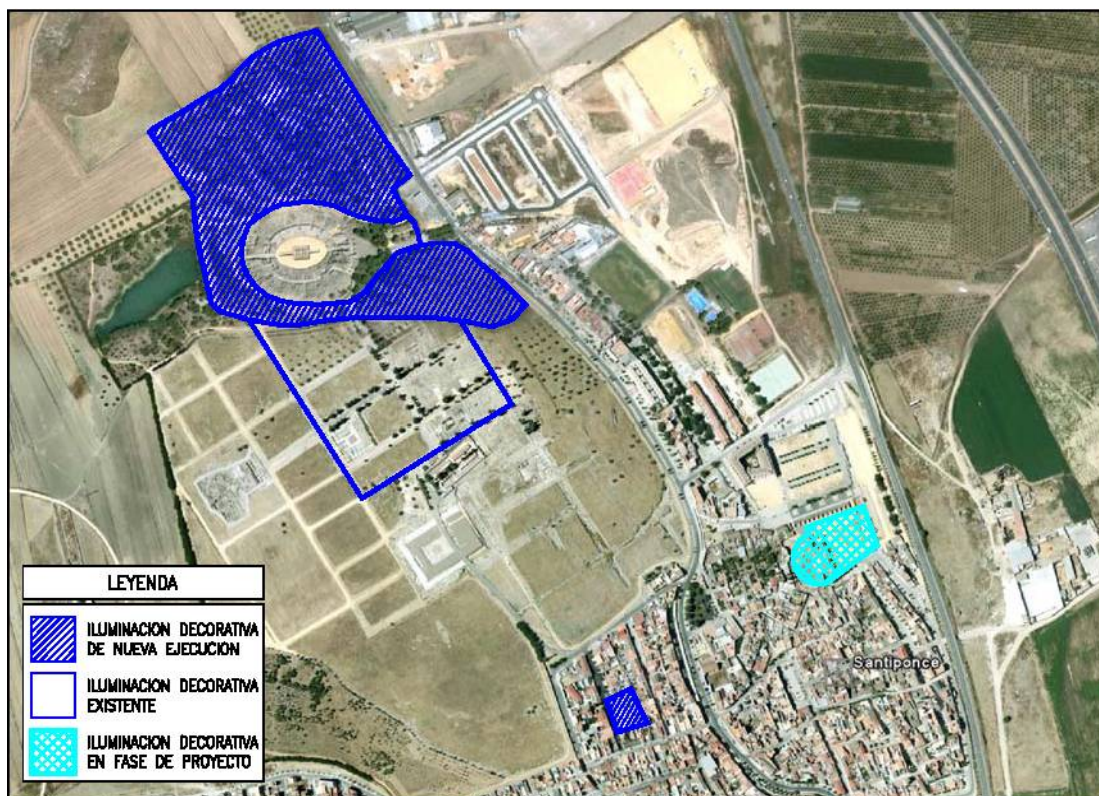 Santiponce
LEYENDA
ILUMINACION DECORATIVA
DE NUEVA EJECUCION
ILUMINACION DECORATIVA
EXISTENTE
ILUMINACION DECORATIVA
EN FASE DE PROYECTO